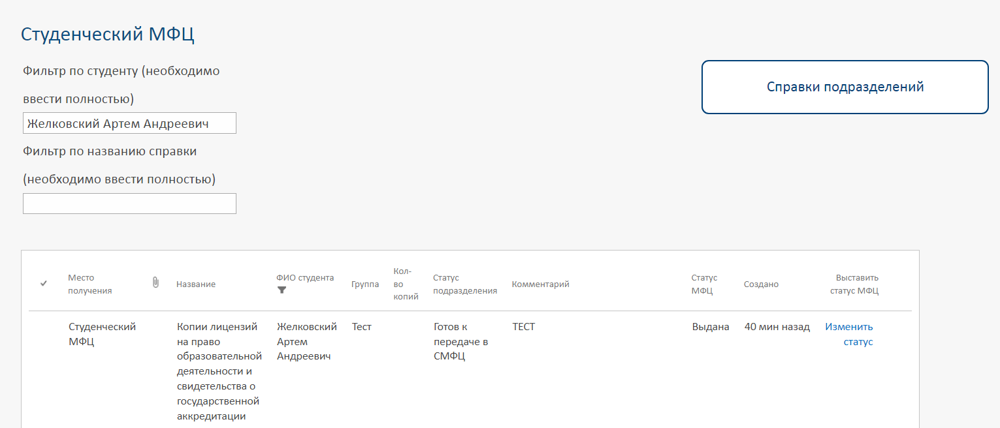 Студенческий МФЦ
Фильтр по студенту (необходимо
ввести полностью)
Желковский Артем Андреевич
Фильтр по названию справки
(необходимо ввести полностью)
Справки подразделений
Место
получения
Название
ФИО студента
Группа
Кол-
во
копий
Статус
подразделения
Комментарий
Статус
МФЦ
Создано
Выставить
статус МФЦ
Студенческий
МФЦ
Копии лицензий
на право
образовательной
деятельности и
свидетельства о
государственной
аккредитации
Желковский
Артем
Андреевич
Тест
Готов к
передаче в
СМФЦ
ТЕСТ
Выдана
40 мин назад
Изменить
статус